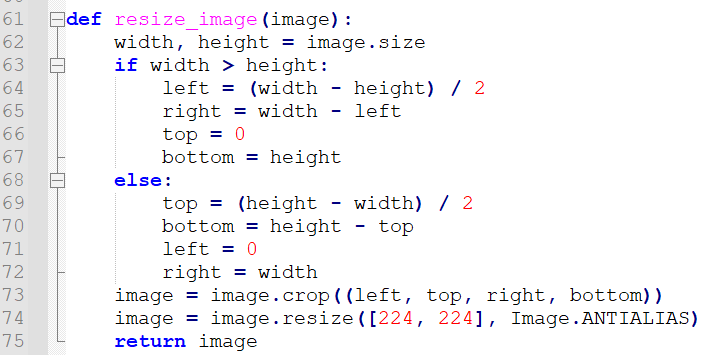 61 def resize_image(image):
62     width, height = image.size
63     if width > height:
64         left = (width - height) / 2
65         right = width - left
66         top = 0
67         bottom = height
68     else:
69         top = (height - width) / 2
70         bottom = height - top
71         left = 0
72         right = width
73     image = image.crop((left, top, right, bottom))
74     image = image.resize([224, 224], Image.ANTIALIAS)
75     return image